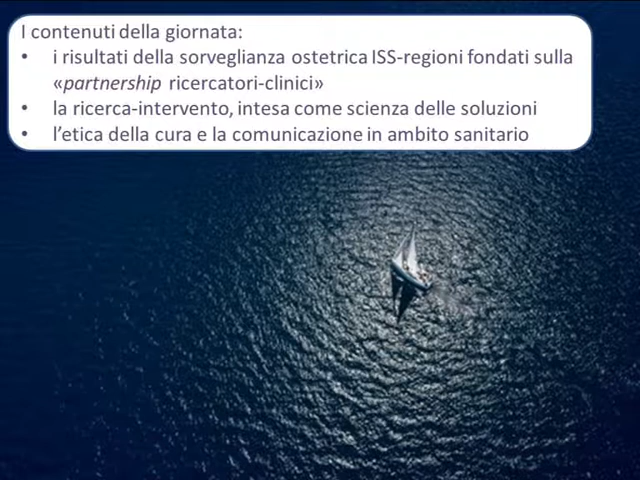 I contenuti della giornata:
• i risultati della sorveglianza ostetrica ISS-regioni fondati sulla
«partnership ricercatori-clinici»
• la ricerca-intervento, intesa come scienza delle soluzioni
• l’etica della cura e la comunicazione in ambito sanitario